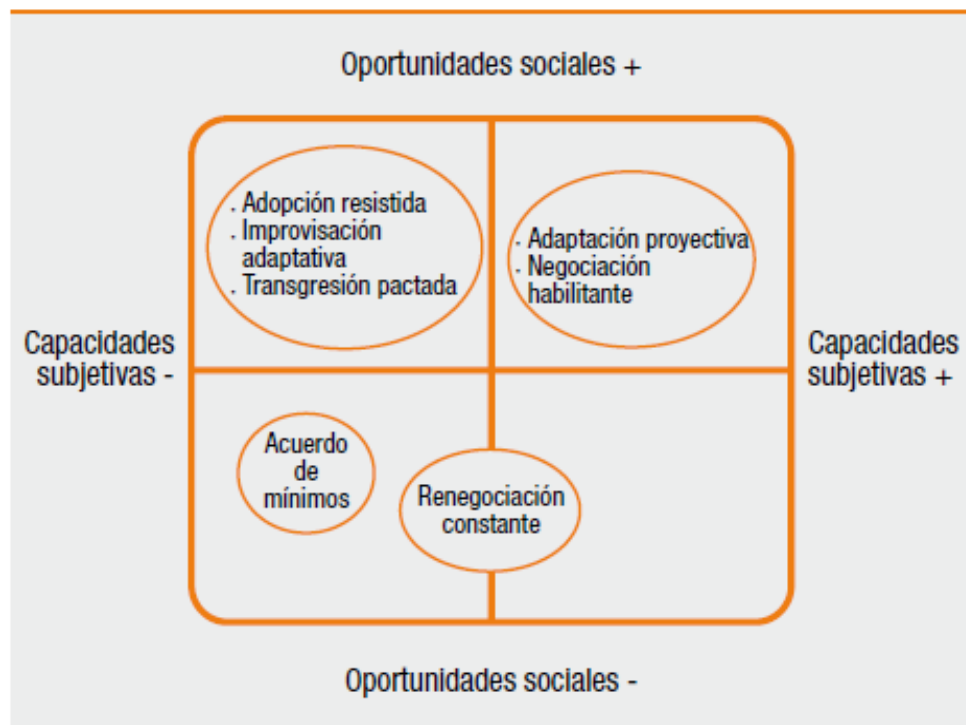 Oportunidades sociales +
. Adopción resistida
. Improvisación
adaptativa
. Transgresión pactada
. Adaptación proyectiva
. Negociación
habilitante
Capacidades
subjetivas -
Capacidades
subjetivas +
Acuerdo
de
mínimos
Renegociación
constante
Oportunidades sociales -